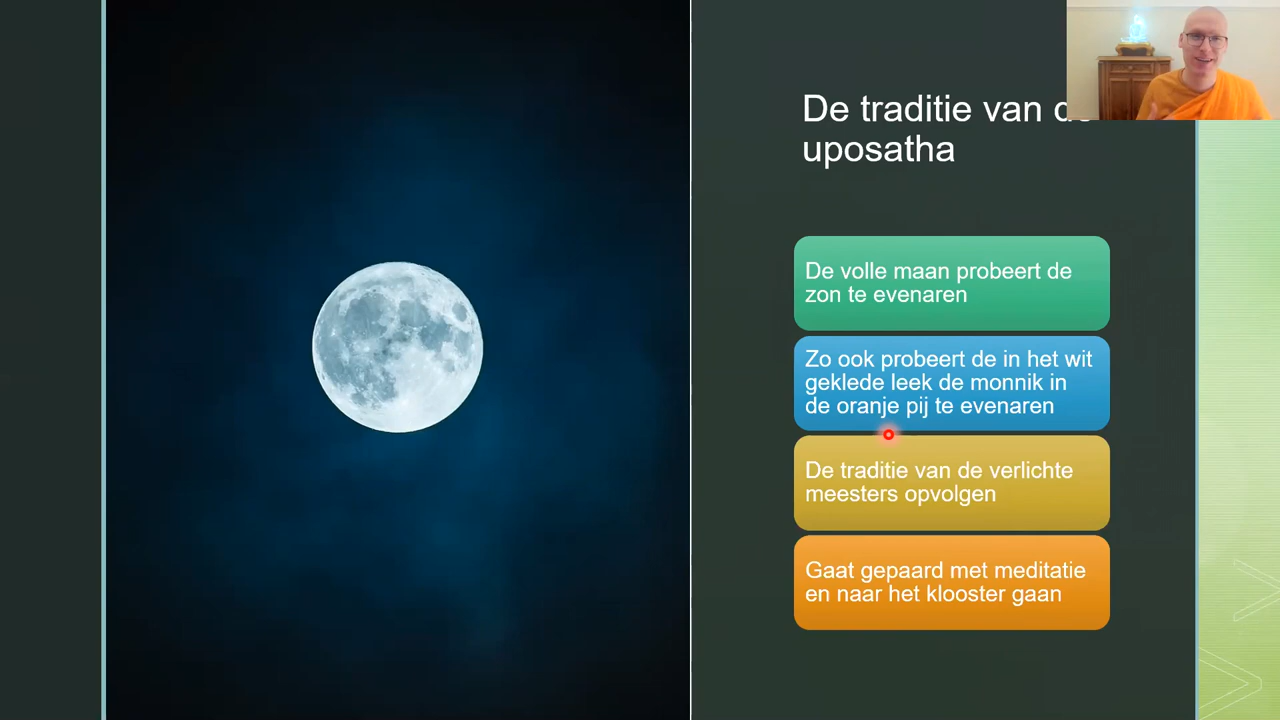 De traditie van de
uposatha
De volle maan probeert de
zon te evenaren
Zo ook probeert de in het wit
geklede leek de monnik in
de oranje pij te evenaren
De traditie van de verlichte
meesters opvolgen
Gaat gepaard met meditatie
en naar het klooster gaan